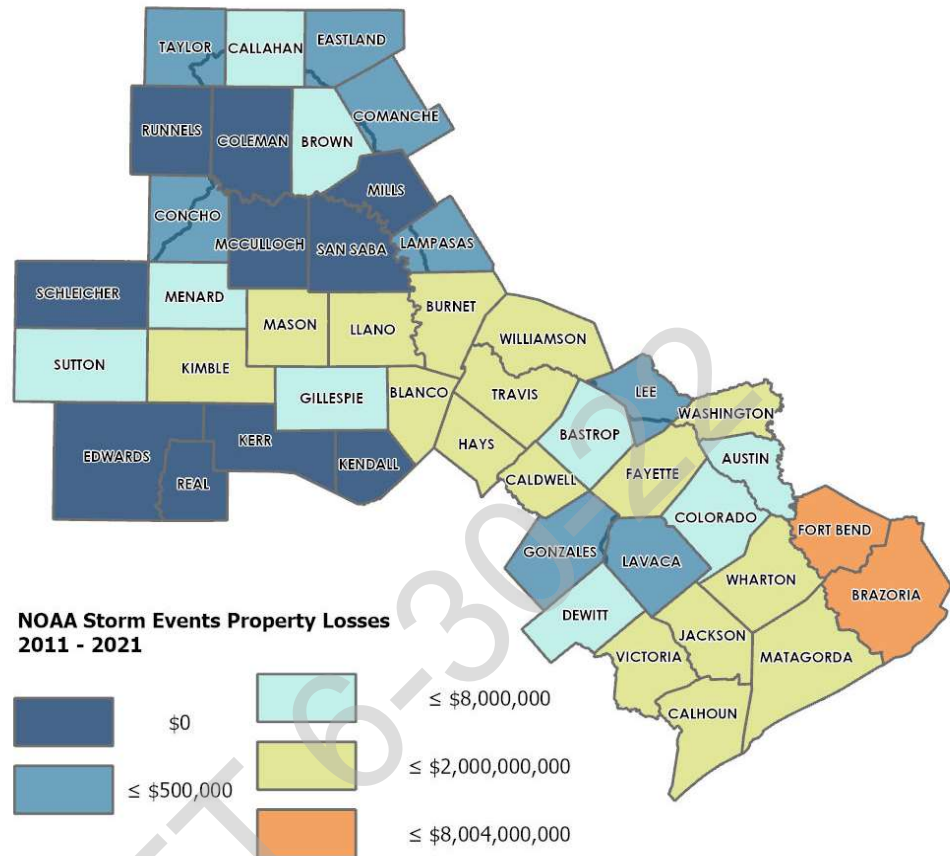 TAYLOR
CALLAHAN
EASTLAND
COMANCHE
RUNNELS
COLEMAN
BROWN
MILLS
CONCHO
MCCULLOCH
SAN SABA
LAMPASAS
SCHLEICHER
MENARD
MASON
LLANO
BURNET
WILLIAMSON
SUTTON
KIMBLE
GILLESPIE
BLANCO
TRAVIS
LEE
WASHINGTON
EDWARDS
REAL
KERR
KENDALL
HAYS
CALDWELL
BASTROP
FAYETTE
AUSTIN
COLORADO
FORT BEND
BRAZORIA
GONZALES
LAVACA
WHARTON
DEWITT
JACKSON
VICTORIA
MATAGORDA
CALHOUN
NOAA Storm Events Property Losses
2011 - 2021
$0
≤ $500,000
≤ $8,000,000
≤ $2,000,000,000
≤ $8,004,000,000
6-30-22